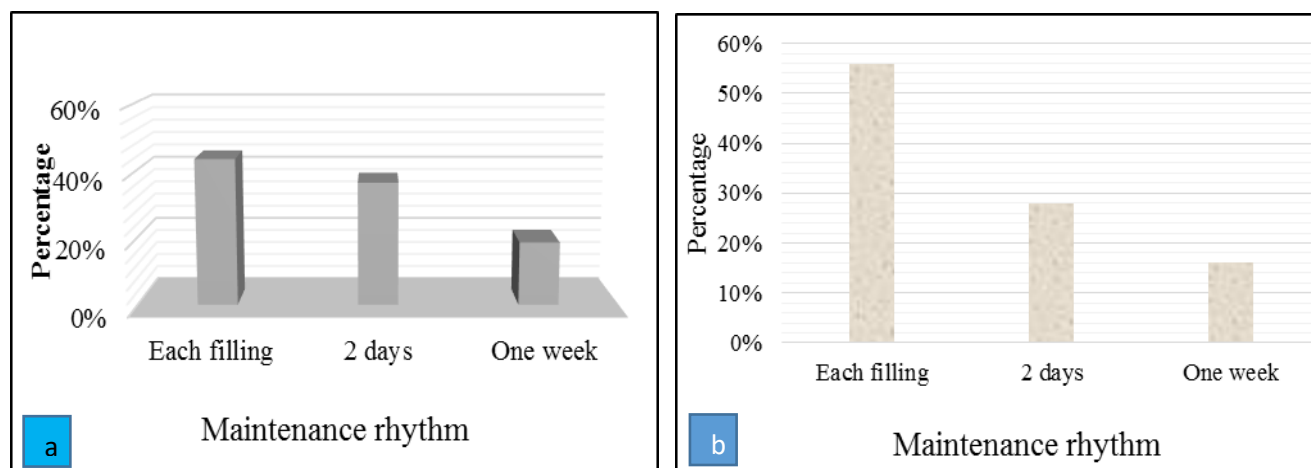 60%
40%
20%
0%
Percentage
Each filling 2 days One week
Maintenance rhythm
a
60%
50%
40%
30%
20%
10%
0%
Percentage
Each filling 2 days One week
Maintenance rhythm
b